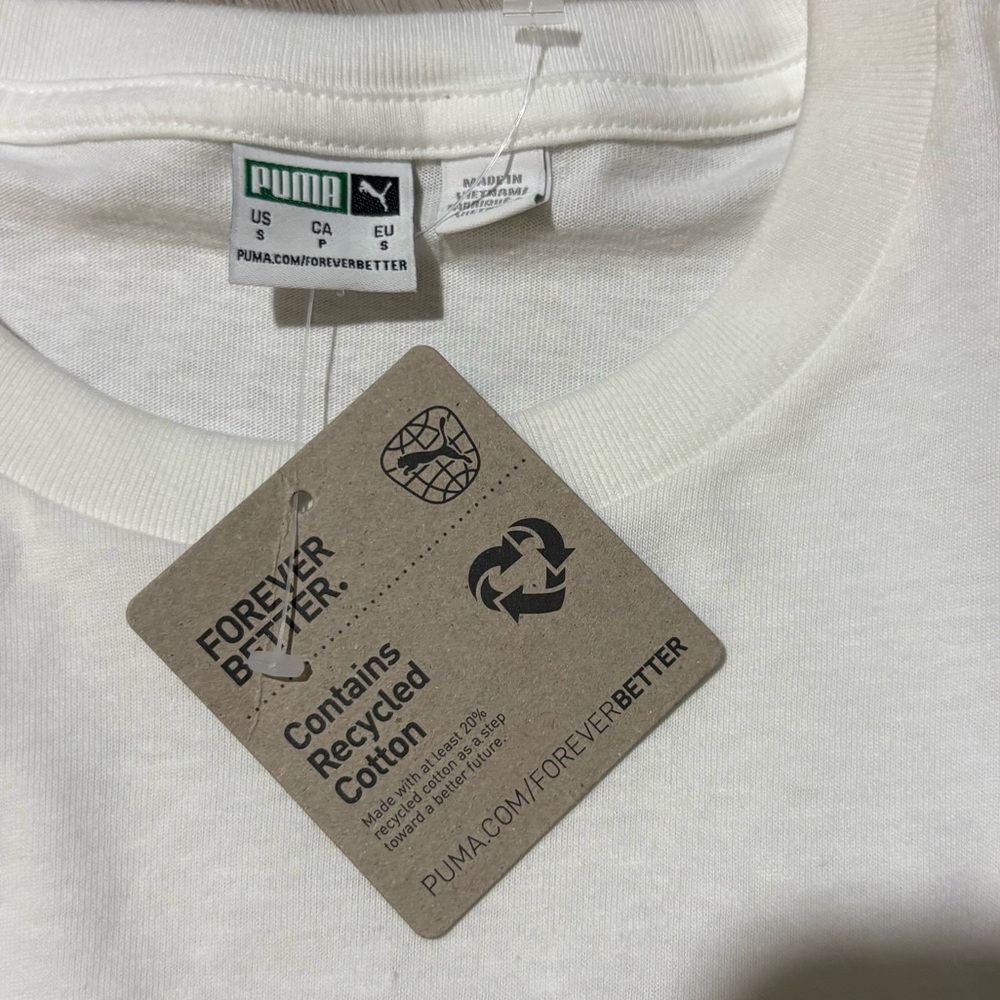 PUMA
US CA EU
S P S
PUMA.COM/FOREVERBETTER
MADE IN
VIETNAM/
FOREVER
BETTER.
Contains
Recycled
Cotton
Made with at least 20%
recycled cotton as a step
toward a better future.
PUMA.COM/FOREVERBETTER